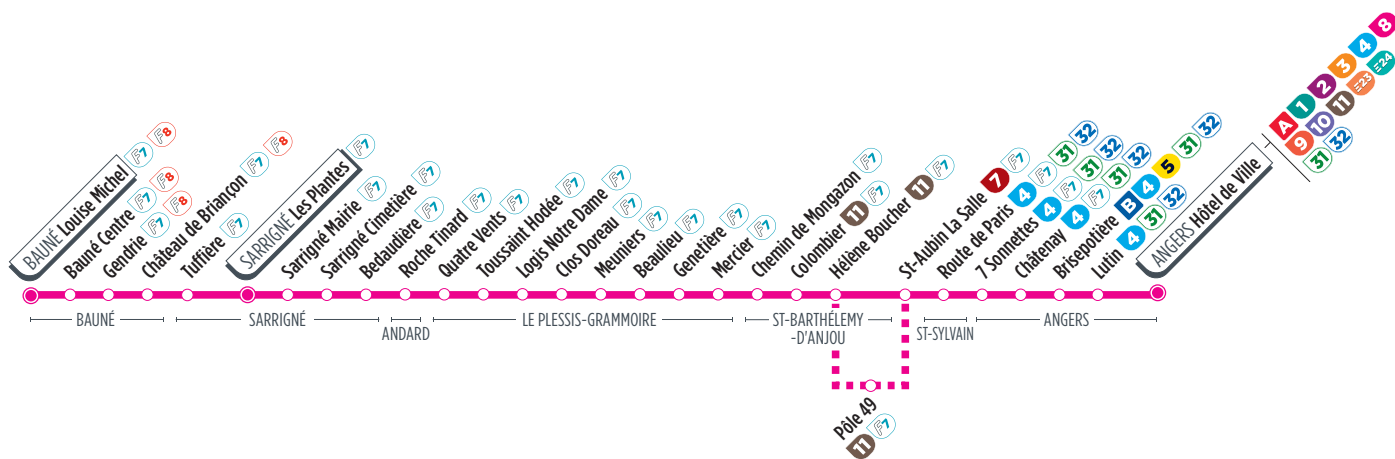 BAUNÉ Louise Michel F7 F8
Bauné Centre F7 F8
Gendrie F7 F8
Château de Briançon F7 F8
Tuffière F7
SARRIGNÉ Les Plantes F7
Sarrigné Mairie F7
Sarrigné Cimetière F7
Bedaudière F7
Roche Tinard F7
Quatre Vents F7
Toussaint Hodée F7
Logis Notre Dame F7
Clos Doreau F7
Meuniers F7
Beaulieu F7
Genetière F7
Mercier F7
Chemin de Mongazon F7
Colombier 11 F7
Hélène Boucher 11 F7
St-Aubin La Salle 7 F7
Route de Paris 4 F7 31 32
7 Sonnettes 4 F7 31 32
Châtenay 4 F7 31 32
Brisepotière B 4 5 31 32
Lutin 4 31 32
ANGERS Hôtel de Ville
A 1 2 3 4 8
9 10 11 E23 E24
31 32
BAUNÉ
SARRIGNÉ
ANDARD
LE PLESSIS-GRAMMOIRE
ST-BARTHÉLEMY
-D'ANJOU
ST-SYLVAIN
ANGERS
Pôle 49
11 F7